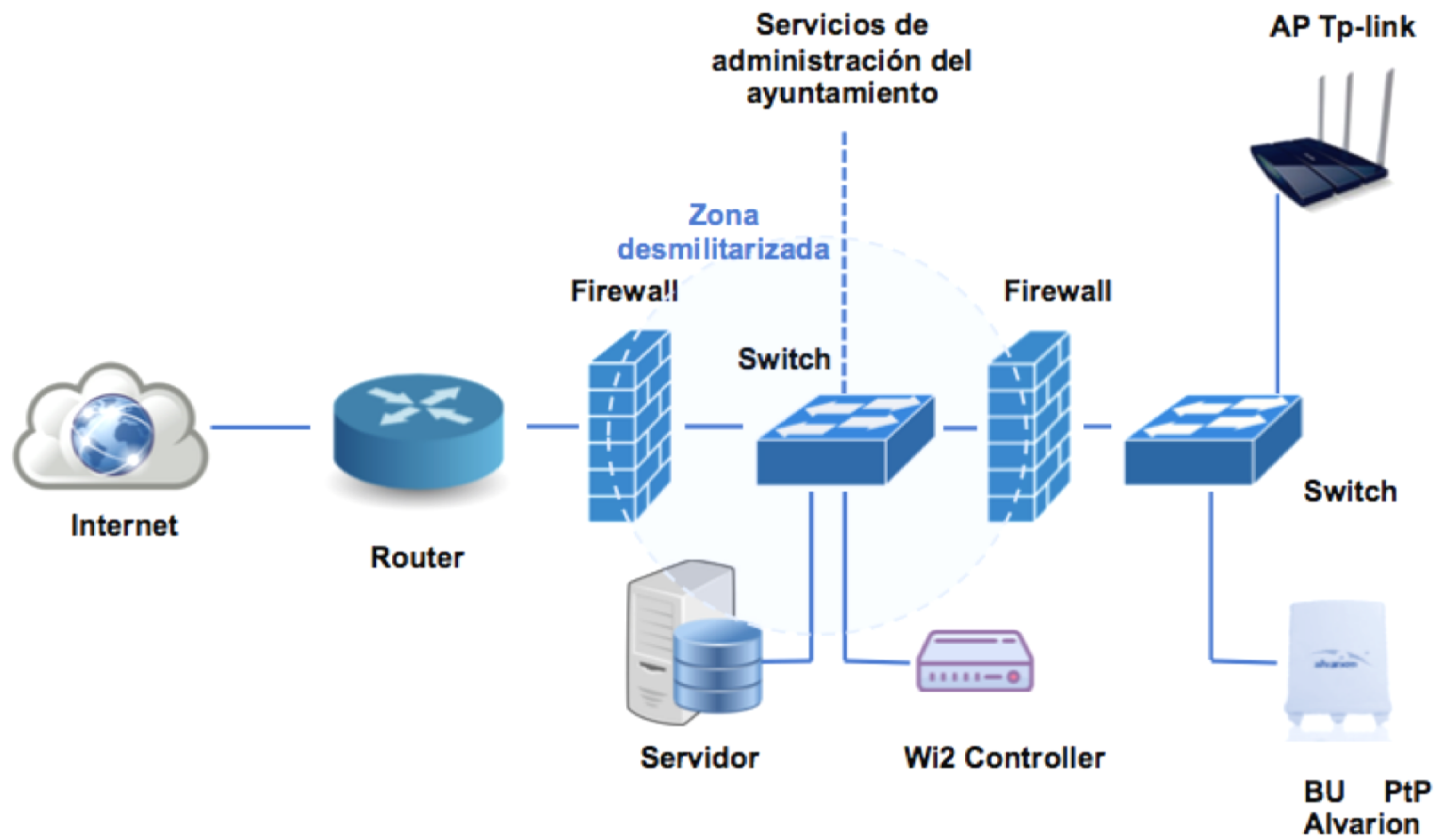 Servicios de
administración del
ayuntamiento
AP Tp-link
Zona
desmilitarizada
Firewall
Firewall
Switch
Internet
Router
Switch
alvarion
Servidor
Wi2 Controller
BU PtP
Alvarion